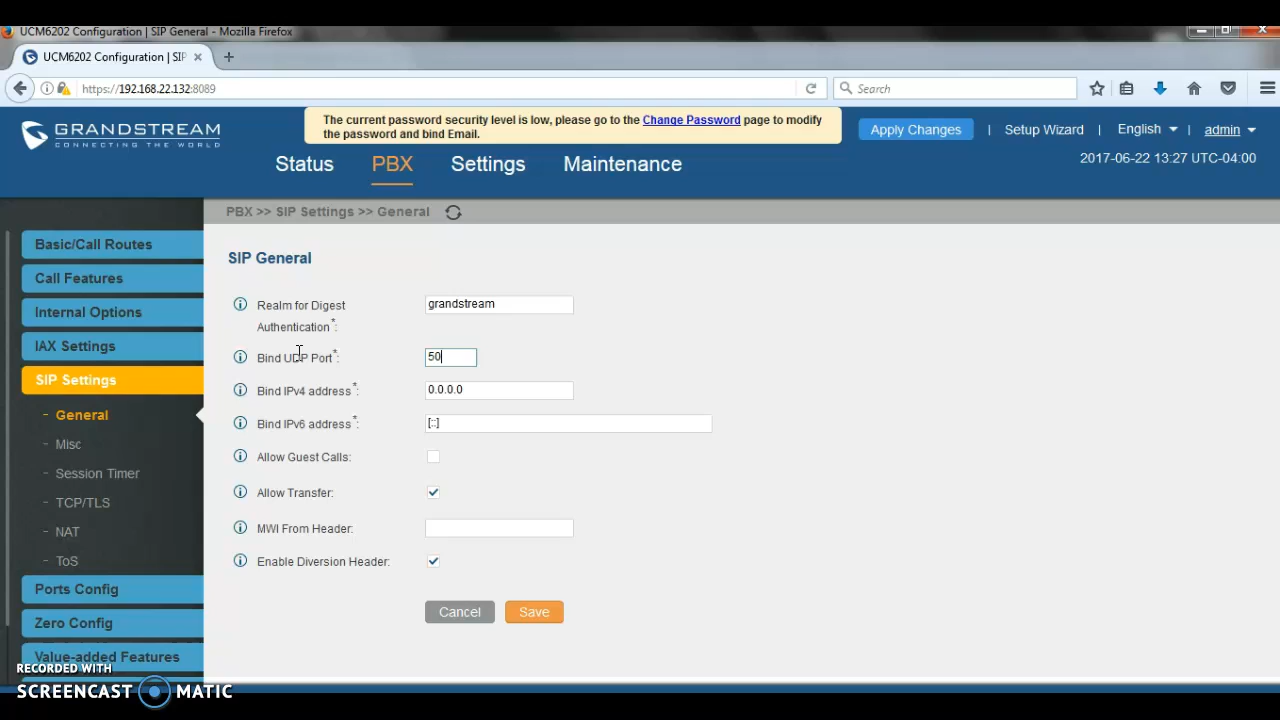 UCM6202 Configuration | SIP General - Mozilla Firefox
UCM6202 Configuration | SIP
https://192.168.22.132:8089
Search
GRANDSTREAM
CONNECTING THE WORLD
The current password security level is low, please go to the Change Password page to modify
the password and bind Email.
Apply Changes | Setup Wizard | English | admin
2017-06-22 13:27 UTC-04:00
Status PBX Settings Maintenance
PBX >> SIP Settings >> General
Basic/Call Routes
Call Features
Internal Options
IAX Settings
SIP Settings
- General
- Misc
- Session Timer
- TCP/TLS
- NAT
- ToS
Ports Config
Zero Config
Value-added Features
SIP General
Realm for Digest
Authentication*:
grandstream
Bind UDP Port*: 50
Bind IPv4 address*: 0.0.0.0
Bind IPv6 address*: [::]
Allow Guest Calls:
Allow Transfer:
MWI From Header:
Enable Diversion Header:
Cancel Save
RECORDED WITH
SCREENCAST MATIC